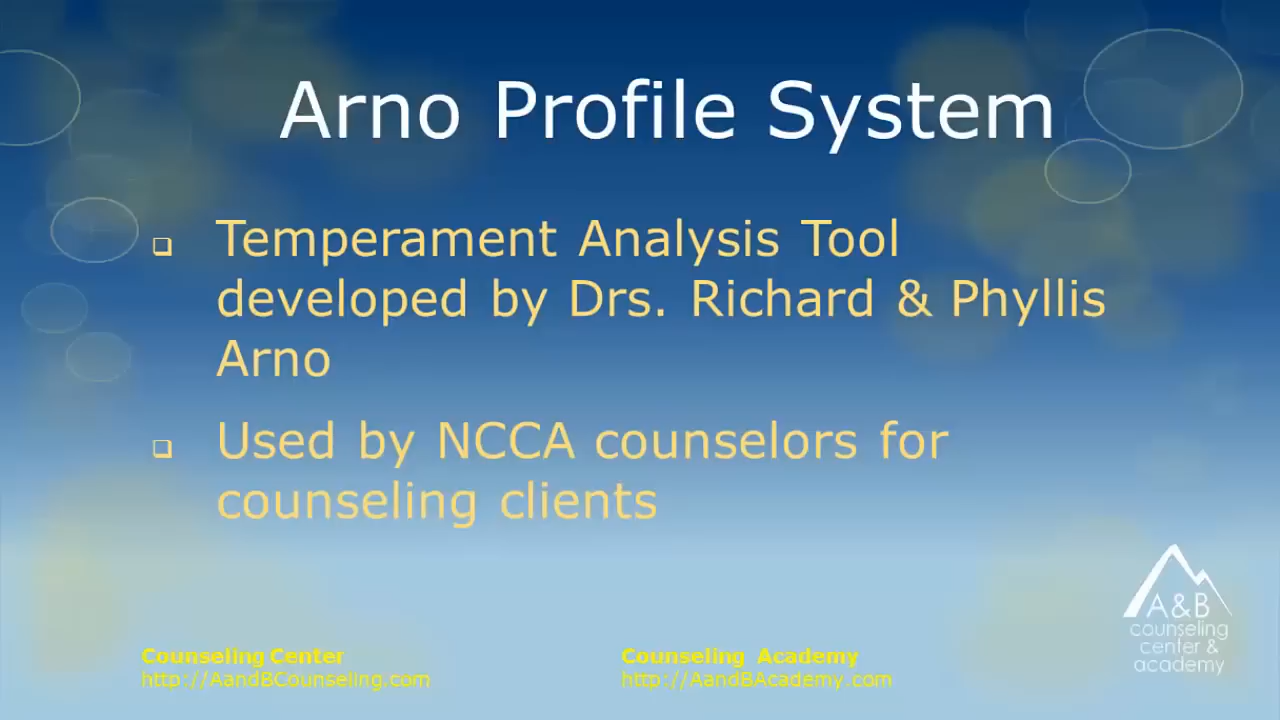 Arno Profile System
Temperament Analysis Tool
developed by Drs. Richard & Phyllis
Arno
Used by NCCA counselors for
counseling clients
A&B
counseling
center &
academy
Counseling Center
http://AandBCounseling.com
Counseling Academy
http://AandBAcademy.com